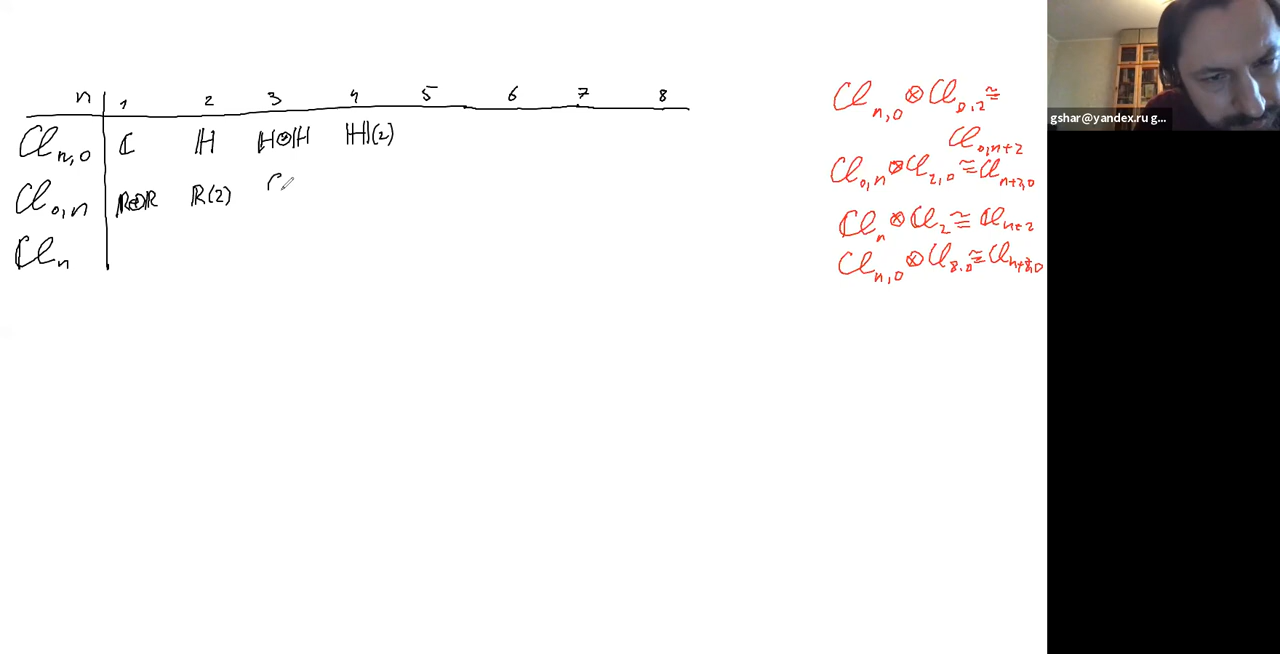 n 1 2 3 4 5 6 7 8
Cl_{n,0} ℂ ℍ ℍ⊕ℍ ℍ(2)
Cl_{0,n} ℝ⊕ℝ ℝ(2)
ℂl_n
Cl_{n,0} ⊗ Cl_{0,2} ≅
Cl_{0,n+2}
Cl_{0,n} ⊗ Cl_{2,0} ≅ Cl_{n+2,0}
ℂl_n ⊗ ℂl_2 ≅ ℂl_{n+2}
Cl_{n,0} ⊗ Cl_{8,0} ≅ Cl_{n+8,0}
gshar@yandex.ru g...